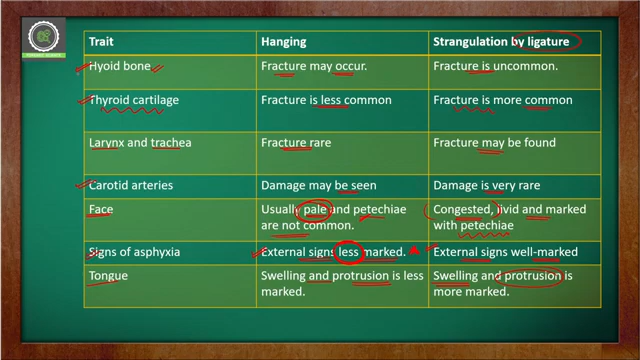 Trait Hanging Strangulation by ligature
Hyoid bone Fracture may occur. Fracture is uncommon.
Thyroid cartilage Fracture is less common Fracture is more common
Larynx and trachea Fracture rare Fracture may be found
Carotid arteries Damage may be seen Damage is very rare
Face Usually pale and petechiae Congested, livid and marked
are not common. with petechiae
Signs of asphyxia External signs less marked. External signs well-marked
Tongue Swelling and protrusion is less Swelling and protrusion is
marked. more marked.